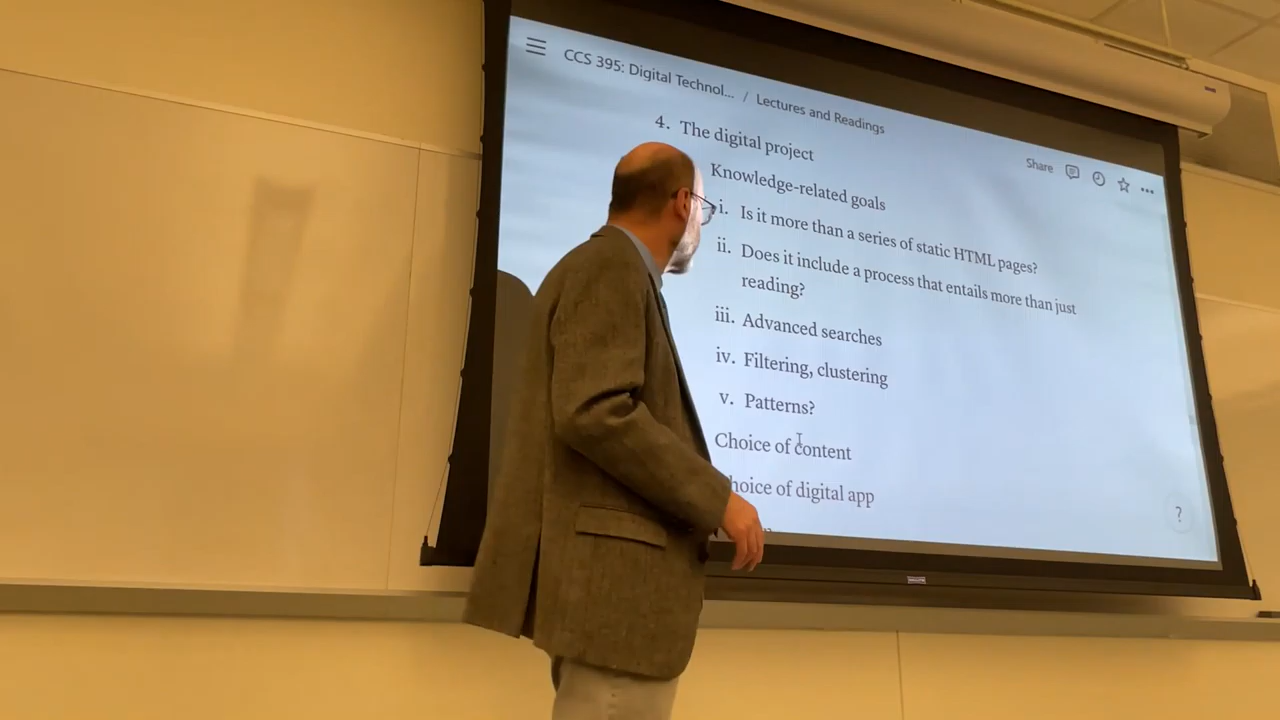 CCS 395: Digital Technol... / Lectures and Readings
Share
4. The digital project
Knowledge-related goals
i. Is it more than a series of static HTML pages?
ii. Does it include a process that entails more than just
reading?
iii. Advanced searches
iv. Filtering, clustering
v. Patterns?
Choice of content
hoice of digital app
?